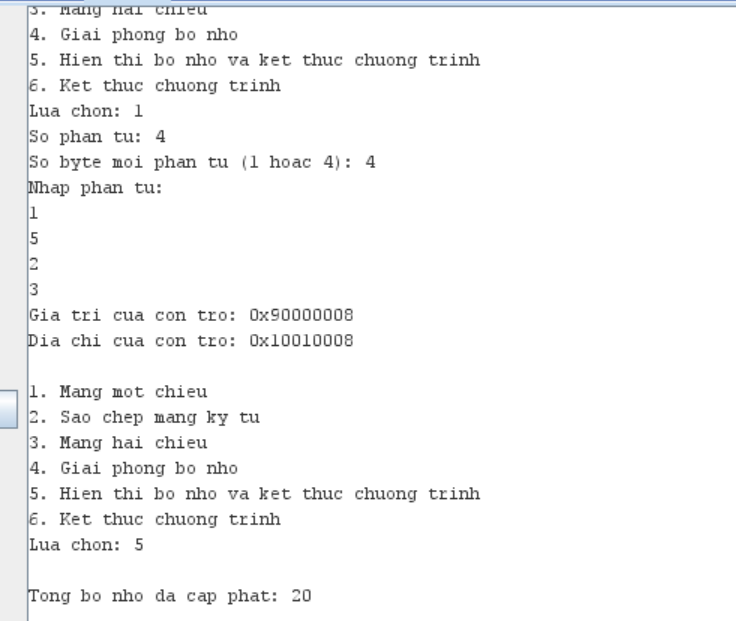 3. Mang hai chieu
4. Giai phong bo nho
5. Hien thi bo nho va ket thuc chuong trinh
6. Ket thuc chuong trinh
Lua chon: 1
So phan tu: 4
So byte moi phan tu (1 hoac 4): 4
Nhap phan tu:
1
5
2
3
Gia tri cua con tro: 0x90000008
Dia chi cua con tro: 0x10010008
1. Mang mot chieu
2. Sao chep mang ky tu
3. Mang hai chieu
4. Giai phong bo nho
5. Hien thi bo nho va ket thuc chuong trinh
6. Ket thuc chuong trinh
Lua chon: 5
Tong bo nho da cap phat: 20